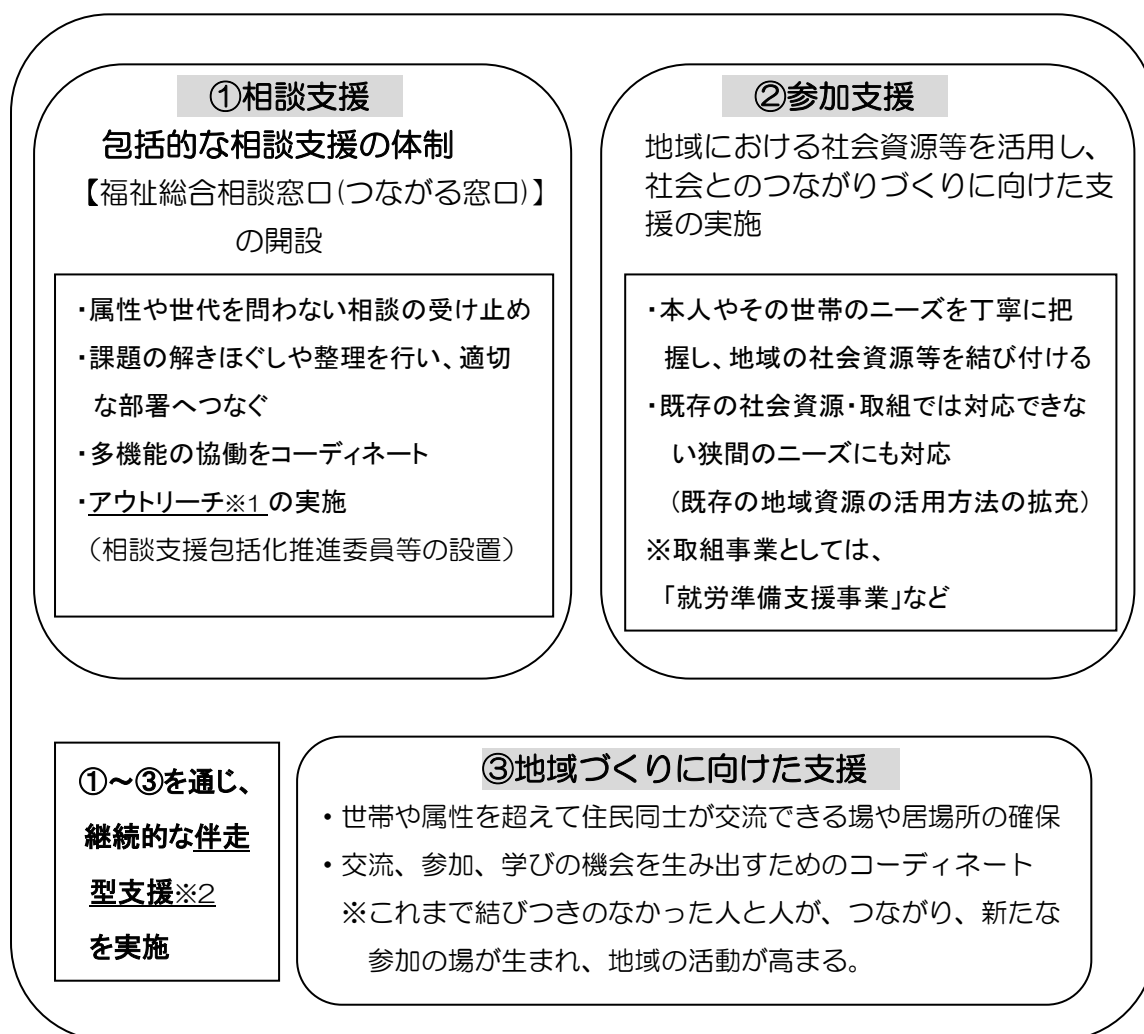 ①相談支援
包括的な相談支援の体制
【福祉総合相談窓口(つながる窓口)】
の開設
・属性や世代を問わない相談の受け止め
・課題の解きほぐしや整理を行い、適切
な部署へつなぐ
・多機能の協働をコーディネート
・アウトリーチ※1 の実施
(相談支援包括化推進委員等の設置)
②参加支援
地域における社会資源等を活用し、
社会とのつながりづくりに向けた支
援の実施
・本人やその世帯のニーズを丁寧に把
握し、地域の社会資源等を結び付ける
・既存の社会資源・取組では対応できな
い狭間のニーズにも対応
(既存の地域資源の活用方法の拡充)
※取組事業としては、
「就労準備支援事業」など
①～③を通じ、
継続的な伴走
型支援※2
を実施
③地域づくりに向けた支援
・世帯や属性を超えて住民同士が交流できる場や居場所の確保
・交流、参加、学びの機会を生み出すためのコーディネート
※これまで結びつきのなかった人と人が、つながり、新たな
参加の場が生まれ、地域の活動が高まる。